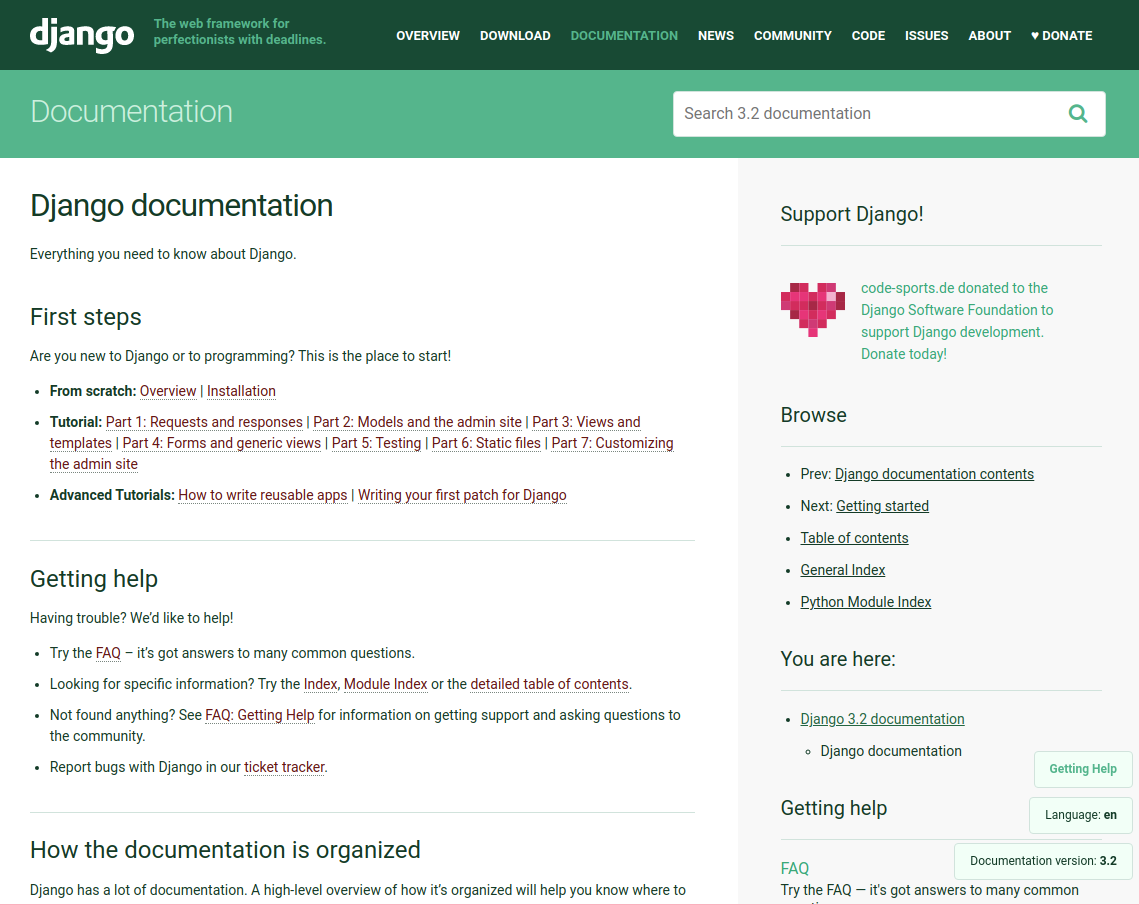 django
The web framework for
perfectionists with deadlines.
OVERVIEW DOWNLOAD DOCUMENTATION NEWS COMMUNITY CODE ISSUES ABOUT ♥ DONATE
Documentation
Search 3.2 documentation
Django documentation
Everything you need to know about Django.
First steps
Are you new to Django or to programming? This is the place to start!
• From scratch: Overview | Installation
• Tutorial: Part 1: Requests and responses | Part 2: Models and the admin site | Part 3: Views and
templates | Part 4: Forms and generic views | Part 5: Testing | Part 6: Static files | Part 7: Customizing
the admin site
• Advanced Tutorials: How to write reusable apps | Writing your first patch for Django
Getting help
Having trouble? We’d like to help!
• Try the FAQ – it’s got answers to many common questions.
• Looking for specific information? Try the Index, Module Index or the detailed table of contents.
• Not found anything? See FAQ: Getting Help for information on getting support and asking questions to
the community.
• Report bugs with Django in our ticket tracker.
How the documentation is organized
Django has a lot of documentation. A high-level overview of how it’s organized will help you know where to
Support Django!
code-sports.de donated to the
Django Software Foundation to
support Django development.
Donate today!
Browse
• Prev: Django documentation contents
• Next: Getting started
• Table of contents
• General Index
• Python Module Index
You are here:
• Django 3.2 documentation
◦ Django documentation
Getting help
FAQ
Try the FAQ — it's got answers to many common
Getting Help
Language: en
Documentation version: 3.2